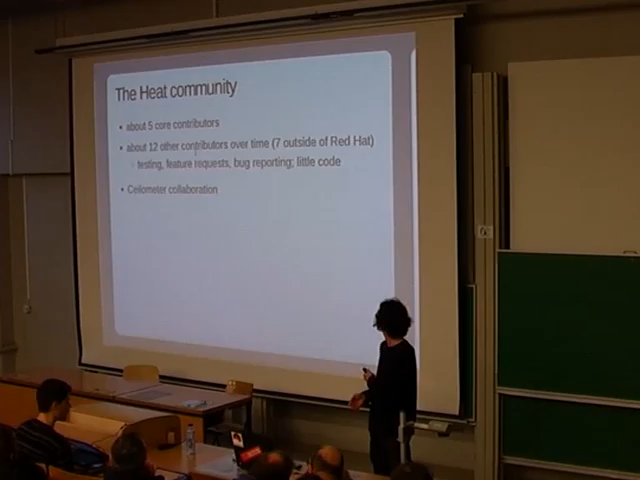 The Heat community
about 5 core contributors
about 12 other contributors over time (7 outside of Red Hat)
testing, feature requests, bug reporting; little code
Ceilometer collaboration